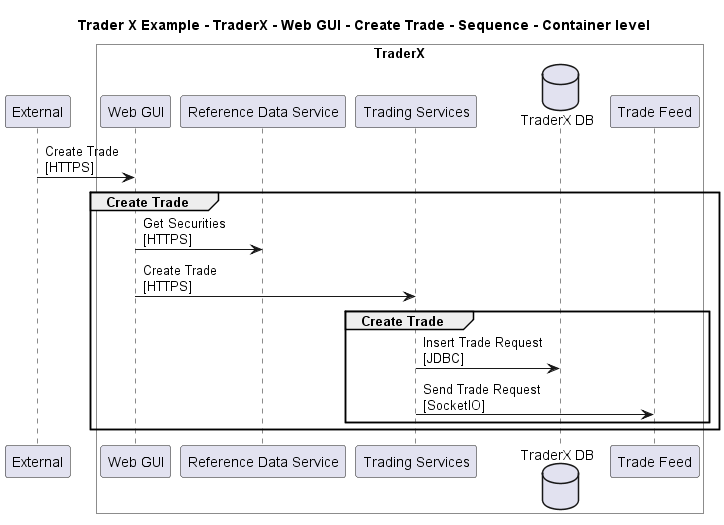 Trader X Example - TraderX - Web GUI - Create Trade - Sequence - Container level
TraderX
External
Web GUI
Reference Data Service
Trading Services
TraderX DB
Trade Feed
Create Trade
[HTTPS]
Create Trade
Get Securities
[HTTPS]
Create Trade
[HTTPS]
Create Trade
Insert Trade Request
[JDBC]
Send Trade Request
[SocketIO]
External
Web GUI
Reference Data Service
Trading Services
TraderX DB
Trade Feed